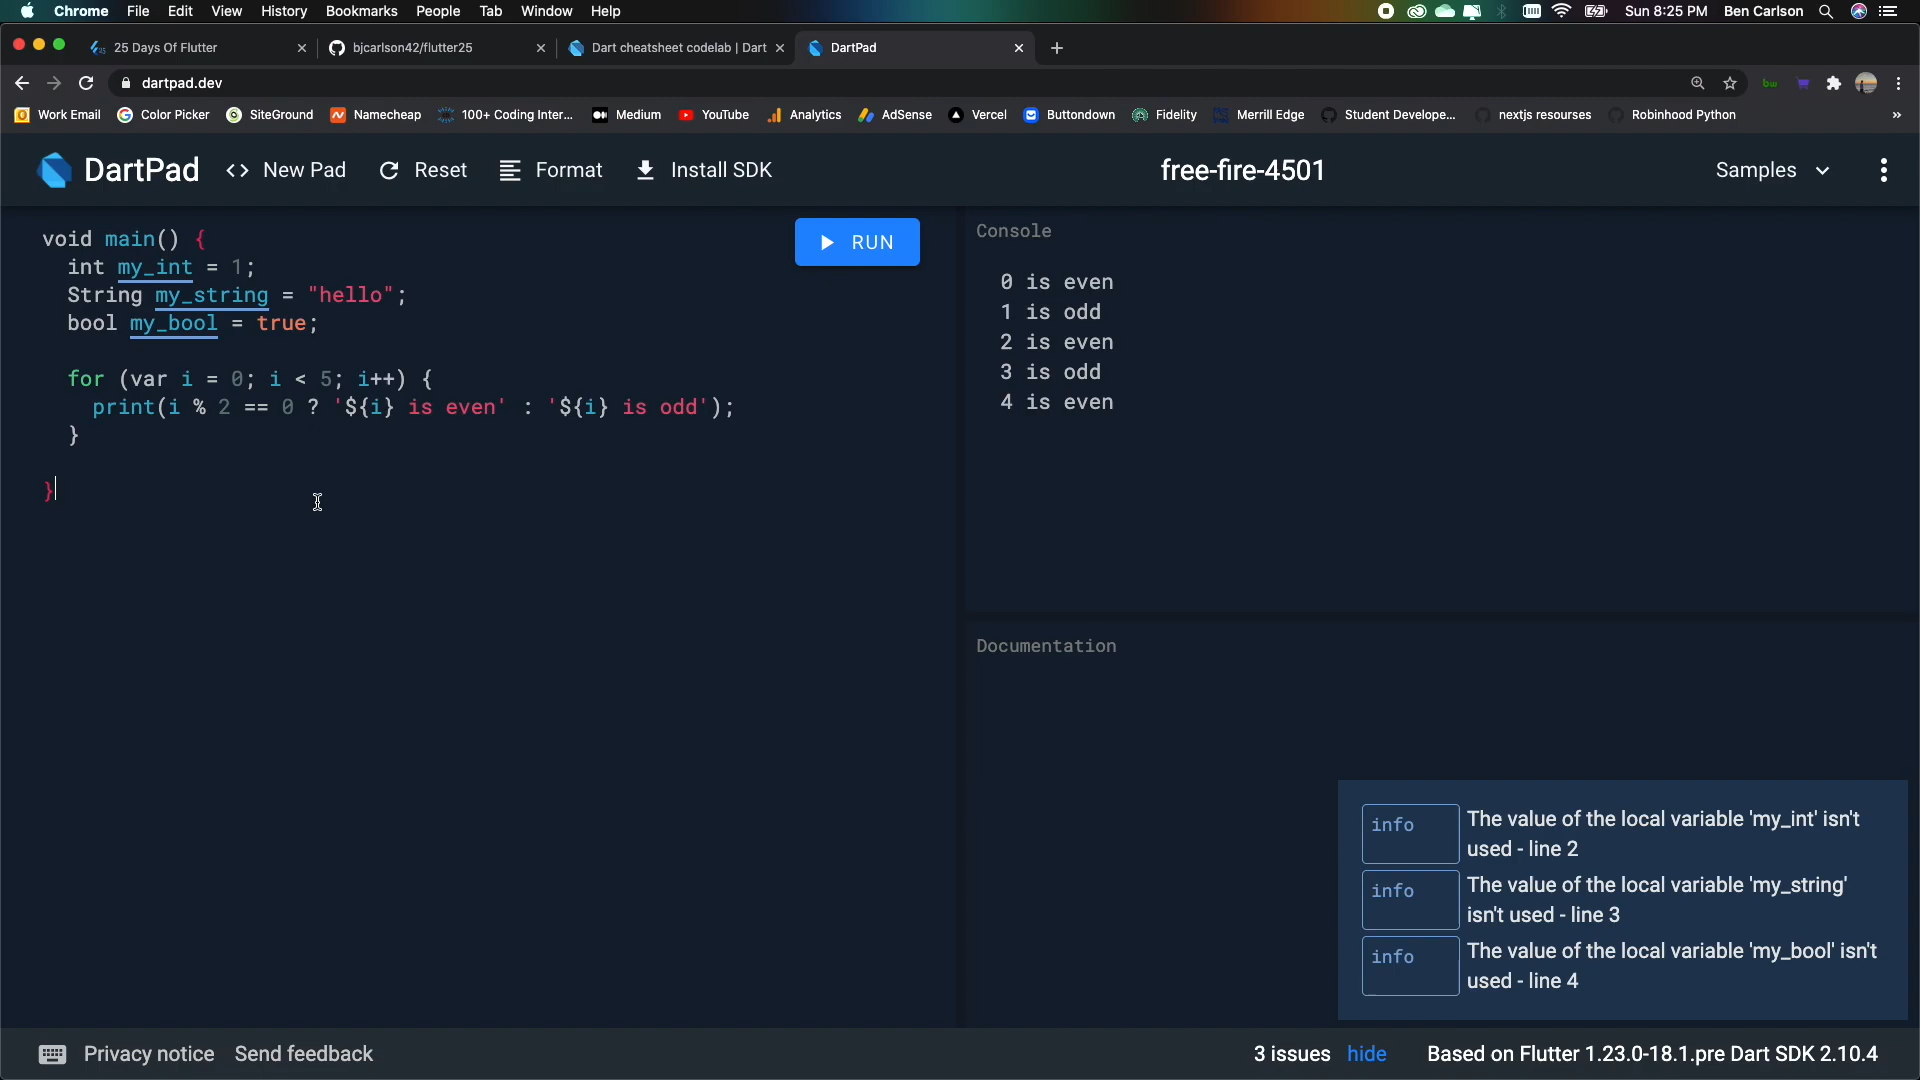 Chrome File Edit View History Bookmarks People Tab Window Help Sun 8:25 PM Ben Carlson
25 Days Of Flutter bjcarlson42/flutter25 Dart cheatsheet codelab | Dart DartPad
dartpad.dev
Work Email Color Picker SiteGround Namecheap 100+ Coding Inter... Medium YouTube Analytics AdSense Vercel Buttondown Fidelity Merrill Edge Student Develope... nextjs resourses Robinhood Python »
DartPad <> New Pad Reset Format Install SDK free-fire-4501 Samples
void main() {
int my_int = 1;
String my_string = "hello";
bool my_bool = true;
for (var i = 0; i < 5; i++) {
print(i % 2 == 0 ? '${i} is even' : '${i} is odd');
}
}
RUN
Console
0 is even
1 is odd
2 is even
3 is odd
4 is even
Documentation
info The value of the local variable 'my_int' isn't
used - line 2
info The value of the local variable 'my_string'
isn't used - line 3
info The value of the local variable 'my_bool' isn't
used - line 4
Privacy notice Send feedback 3 issues hide Based on Flutter 1.23.0-18.1.pre Dart SDK 2.10.4